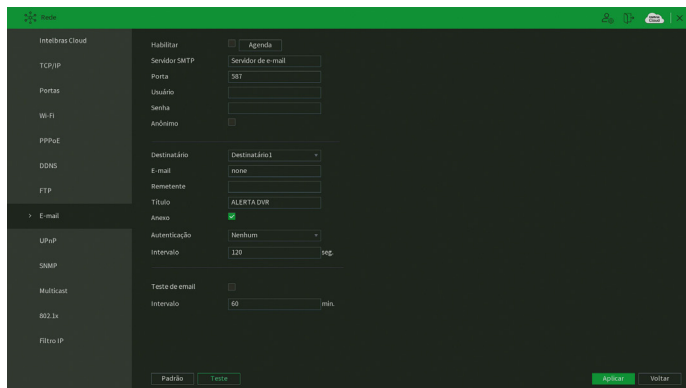 Rede
Intelbras Cloud
TCP/IP
Portas
Wi-Fi
PPPoE
DDNS
FTP
> E-mail
UPnP
SNMP
Multicast
802.1x
Filtro IP
Habilitar Agenda
Servidor SMTP Servidor de e-mail
Porta 587
Usuário
Senha
Anônimo
Destinatário Destinatário1
E-mail none
Remetente
Título ALERTA DVR
Anexo
Autenticação Nenhum
Intervalo 120 seg.
Teste de email
Intervalo 60 min.
Padrão Teste Aplicar Voltar